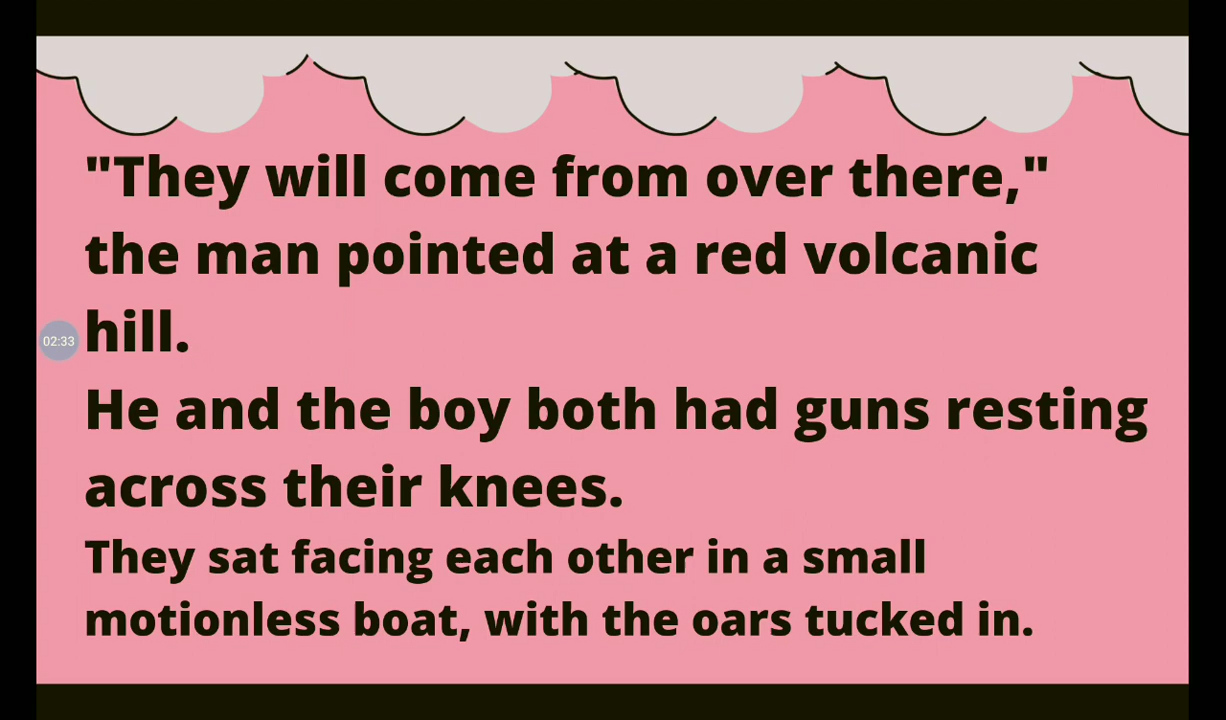 "They will come from over there,"
the man pointed at a red volcanic
hill.
02:33
He and the boy both had guns resting
across their knees.
They sat facing each other in a small
motionless boat, with the oars tucked in.